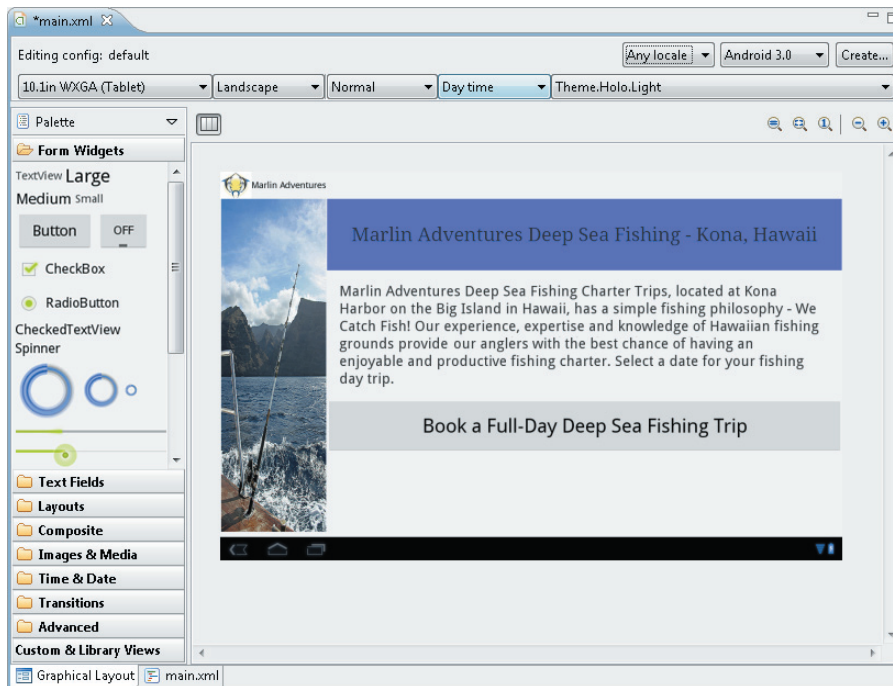 *main.xml
Editing config: default
Any locale
Android 3.0
Create...
10.1in WXGA (Tablet)
Landscape
Normal
Day time
Theme.Holo.Light
Palette
Form Widgets
TextView Large
Medium Small
Button OFF
CheckBox
RadioButton
CheckedTextView
Spinner
Text Fields
Layouts
Composite
Images & Media
Time & Date
Transitions
Advanced
Custom & Library Views
Marlin Adventures
Marlin Adventures Deep Sea Fishing - Kona, Hawaii
Marlin Adventures Deep Sea Fishing Charter Trips, located at Kona
Harbor on the Big Island in Hawaii, has a simple fishing philosophy - We
Catch Fish! Our experience, expertise and knowledge of Hawaiian fishing
grounds provide our anglers with the best chance of having an
enjoyable and productive fishing charter. Select a date for your fishing
day trip.
Book a Full-Day Deep Sea Fishing Trip
Graphical Layout
main.xml